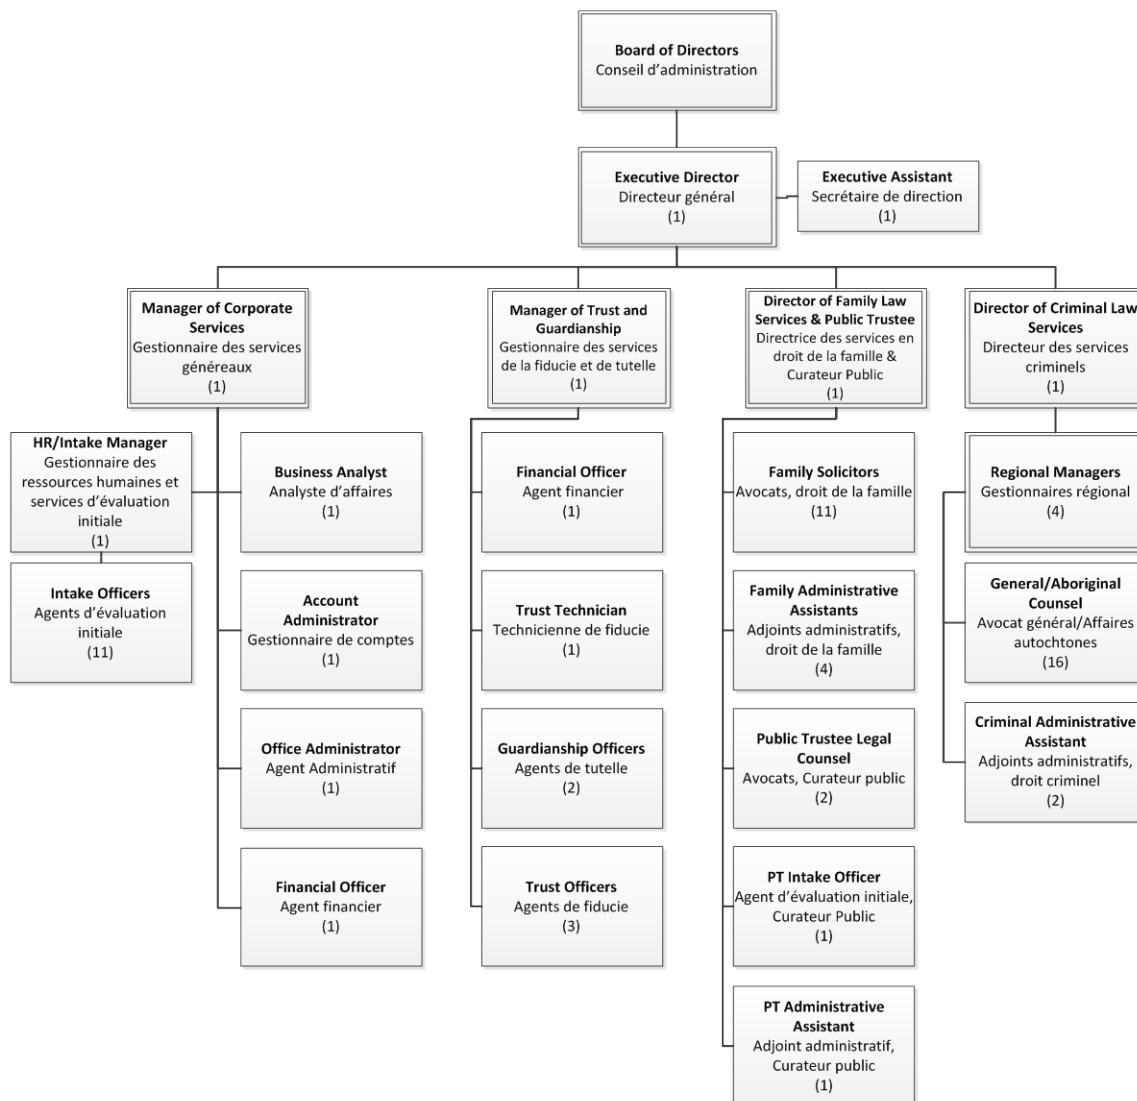 Board of Directors
Conseil d’administration
Executive Director
Directeur général
(1)
Executive Assistant
Secrétaire de direction
(1)
Manager of Corporate
Services
Gestionnaire des services
généreaux
(1)
Manager of Trust and
Guardianship
Gestionnaire des services
de la fiducie et de tutelle
(1)
Director of Family Law
Services & Public Trustee
Directrice des services en
droit de la famille &
Curateur Public
(1)
Director of Criminal Law
Services
Directeur des services
criminels
(1)
HR/Intake Manager
Gestionnaire des
ressources humaines et
services d’évaluation
initiale
(1)
Intake Officers
Agents d’évaluation
initiale
(11)
Business Analyst
Analyste d’affaires
(1)
Account
Administrator
Gestionnaire de comptes
(1)
Office Administrator
Agent Administratif
(1)
Financial Officer
Agent financier
(1)
Financial Officer
Agent financier
(1)
Trust Technician
Technicienne de fiducie
(1)
Guardianship Officers
Agents de tutelle
(2)
Trust Officers
Agents de fiducie
(3)
Family Solicitors
Avocats, droit de la famille
(11)
Family Administrative
Assistants
Adjoints administratifs,
droit de la famille
(4)
Public Trustee Legal
Counsel
Avocats, Curateur public
(2)
PT Intake Officer
Agent d’évaluation initiale,
Curateur Public
(1)
PT Administrative
Assistant
Adjoint administratif,
Curateur public
(1)
Regional Managers
Gestionnaires régional
(4)
General/Aboriginal
Counsel
Avocat général/Affaires
autochtones
(16)
Criminal Administrative
Assistant
Adjoints administratifs,
droit criminel
(2)